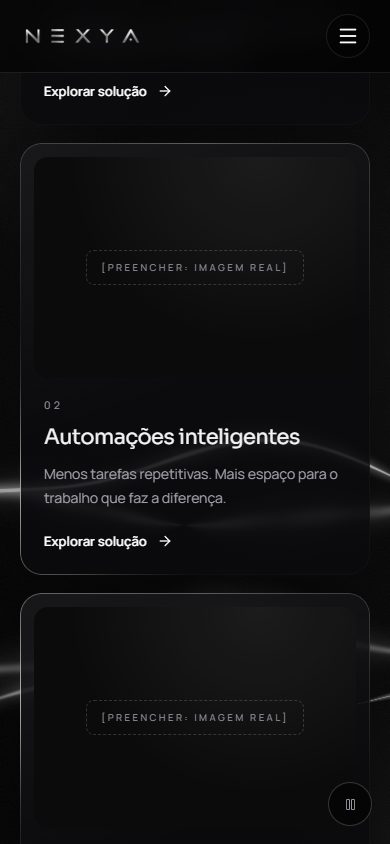 NEXYA
Explorar solução →
[PREENCHER: IMAGEM REAL]
02
Automações inteligentes
Menos tarefas repetitivas. Mais espaço para o
trabalho que faz a diferença.
Explorar solução →
[PREENCHER: IMAGEM REAL]